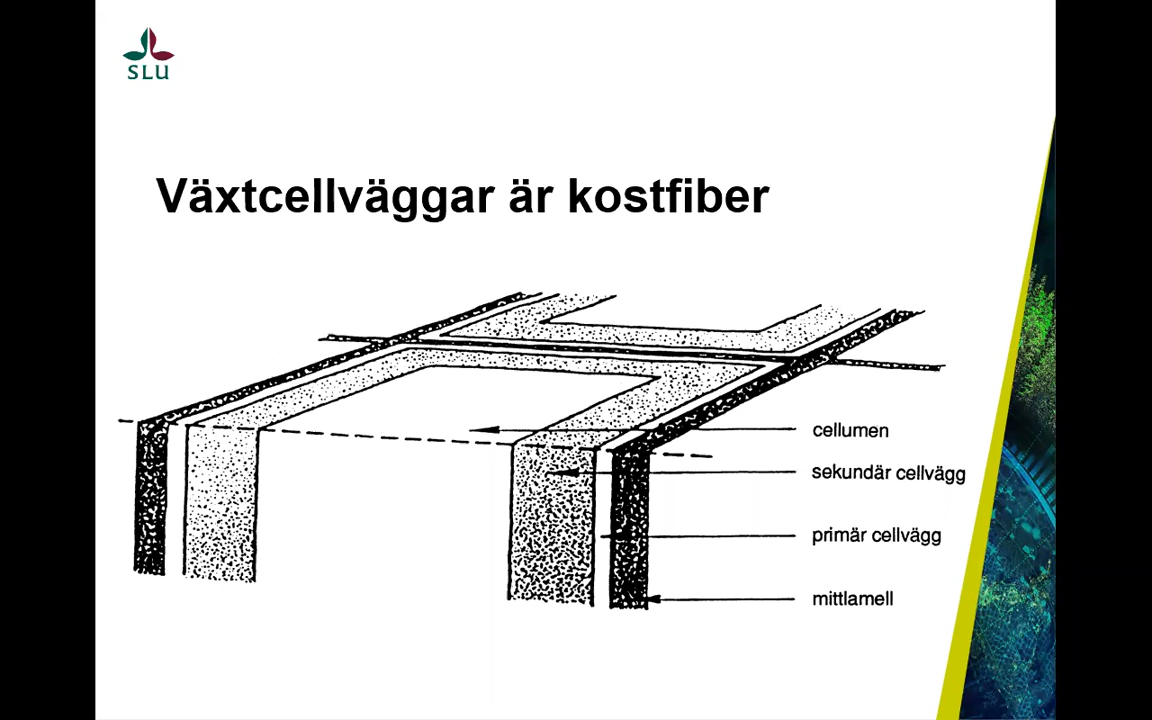 SLU
Växtcellväggar är kostfiber
cellumen
sekundär cellvägg
primär cellvägg
mittlamell